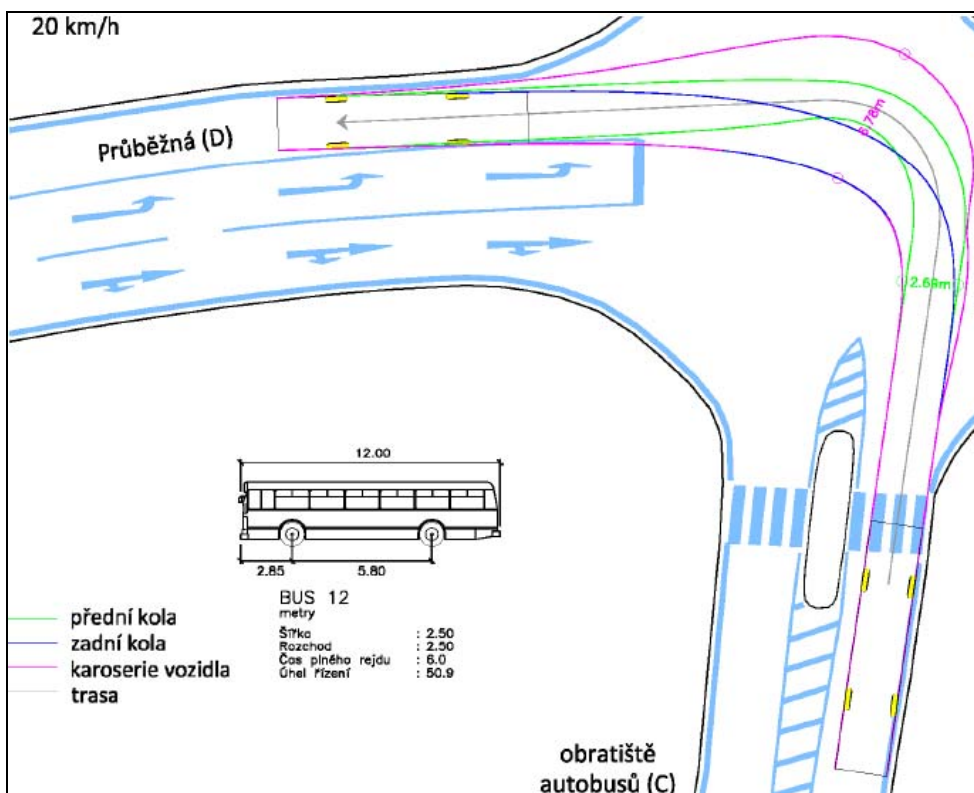 20 km/h
Průběžná (D)
2.69m
12.00
2.85
5.80
BUS 12
metry
Šířka : 2.50
Rozchod : 2.50
Čas plného rejdu : 6.0
Úhel řízení : 50.9
přední kola
zadní kola
karoserie vozidla
trasa
obratiště
autobusů (C)